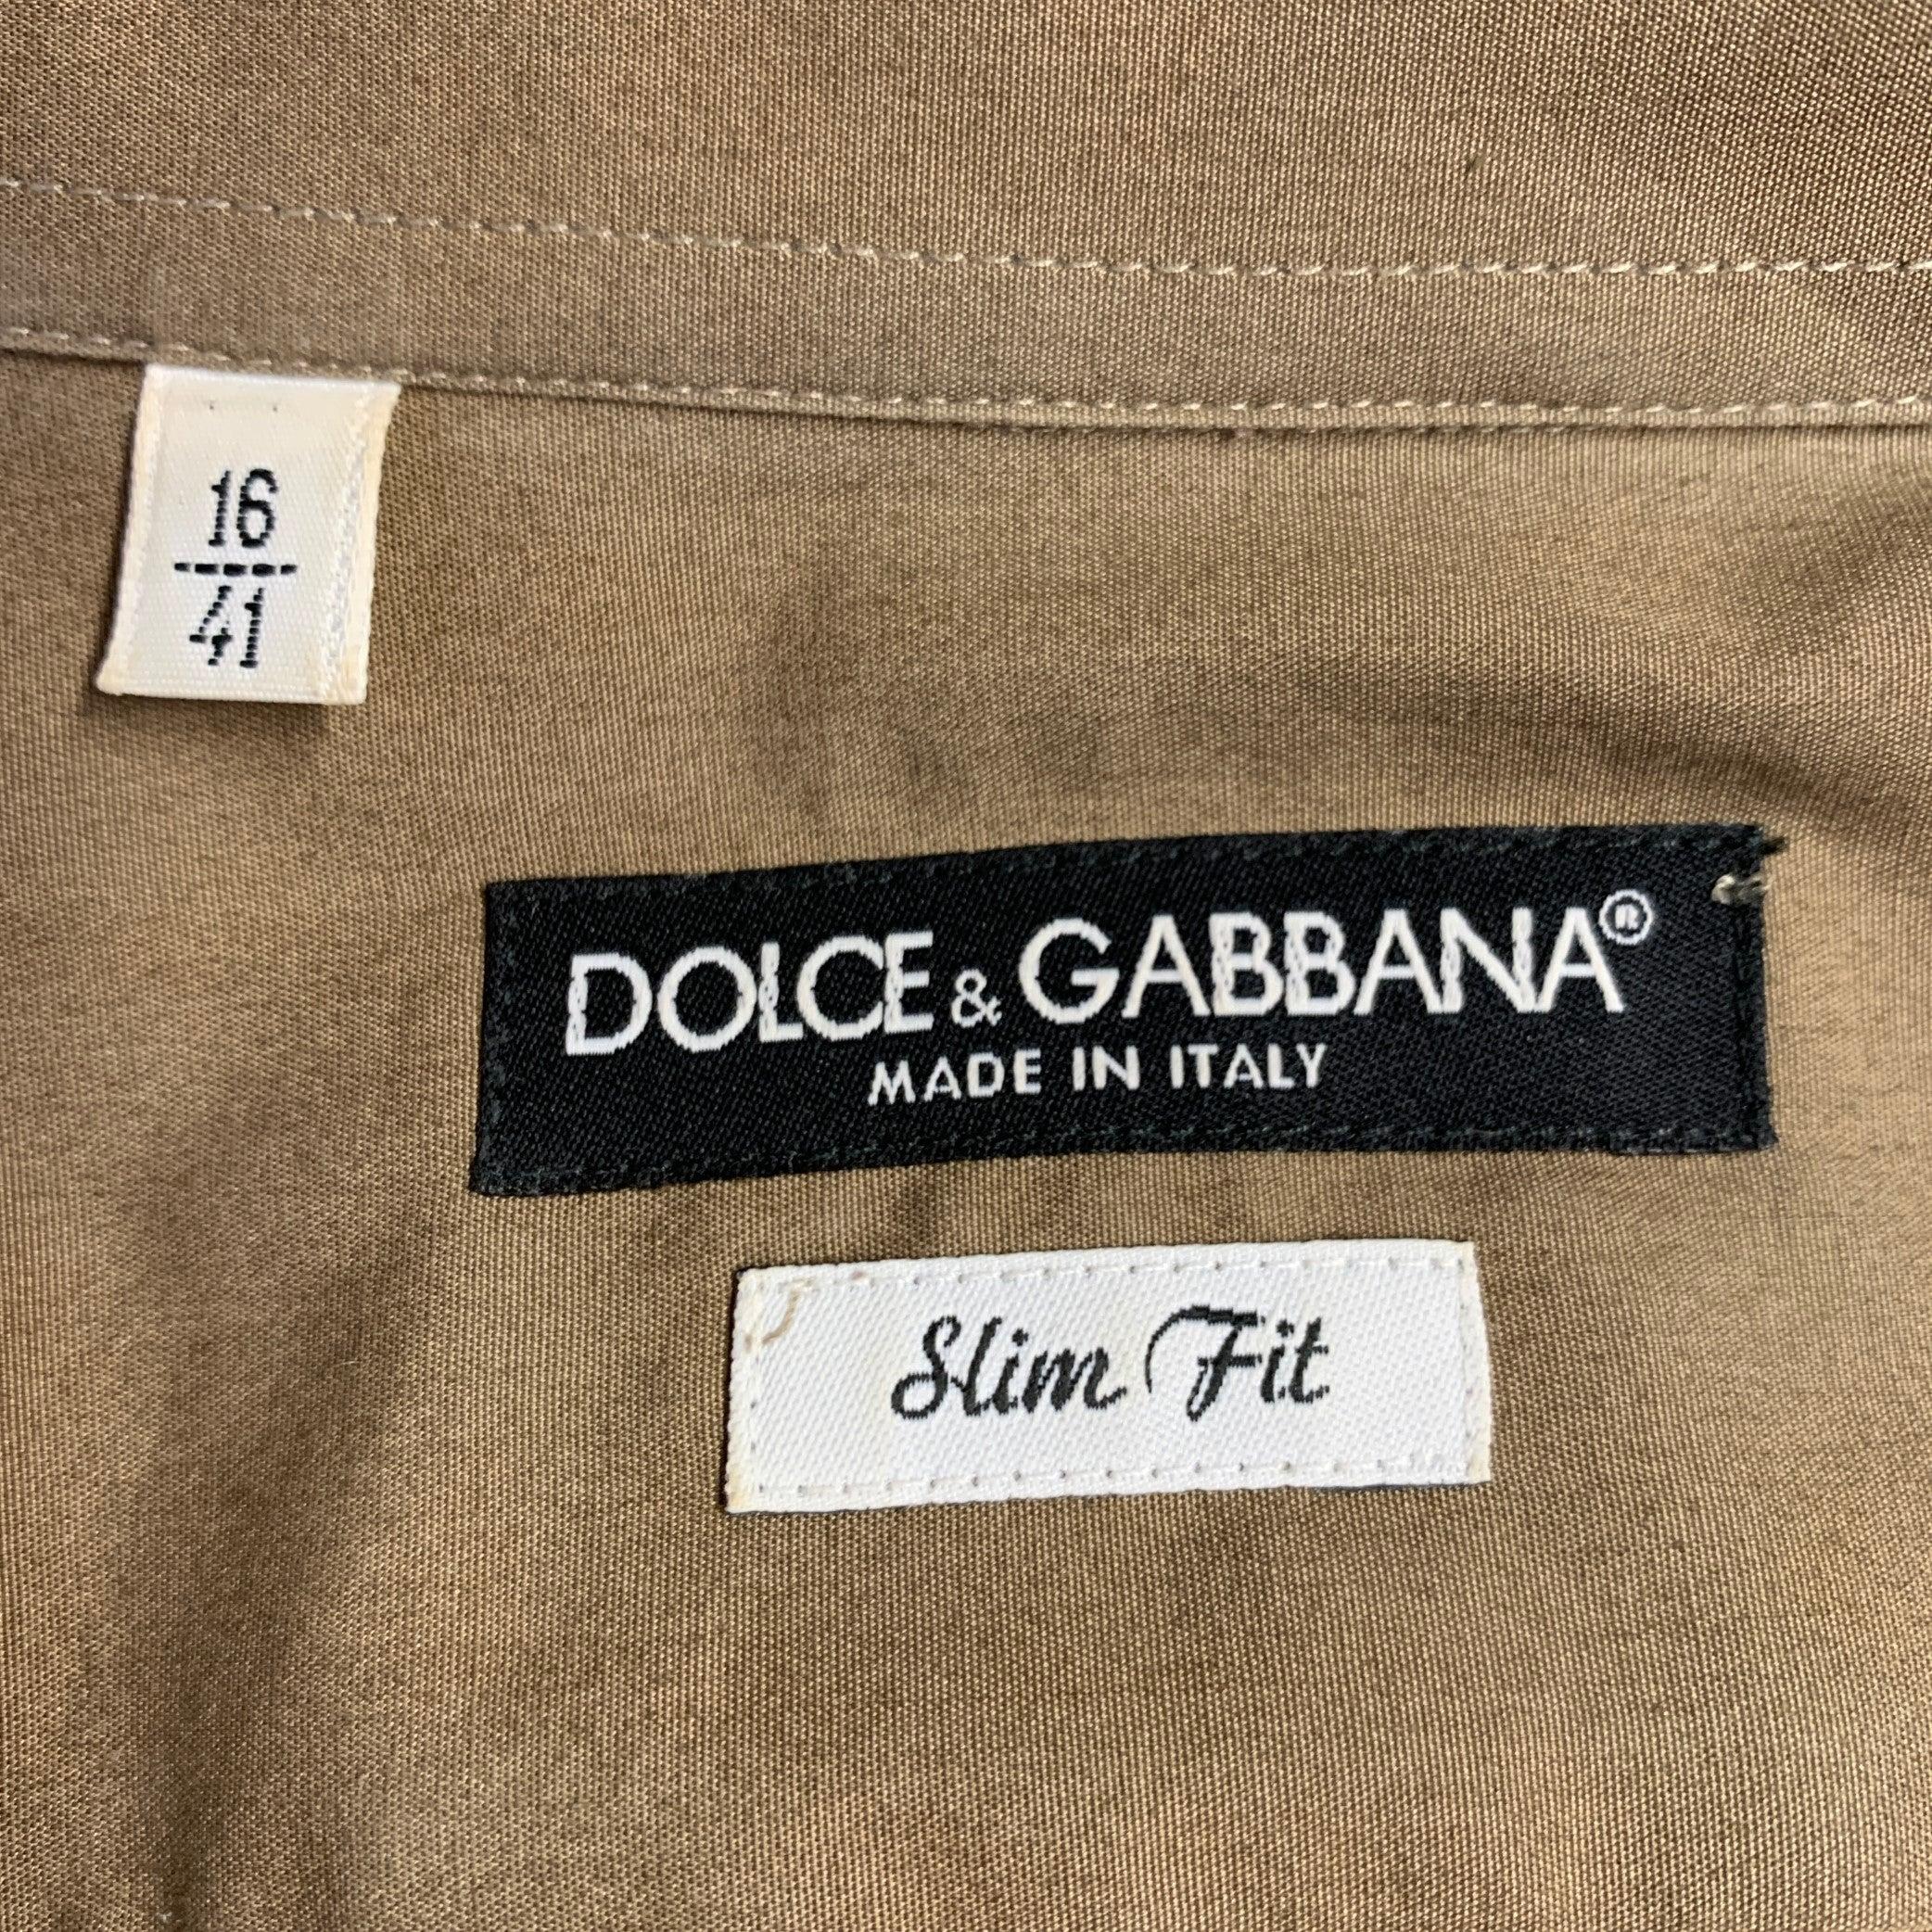 16
41
DOLCE & GABBANA®
MADE IN ITALY
Slim Fit